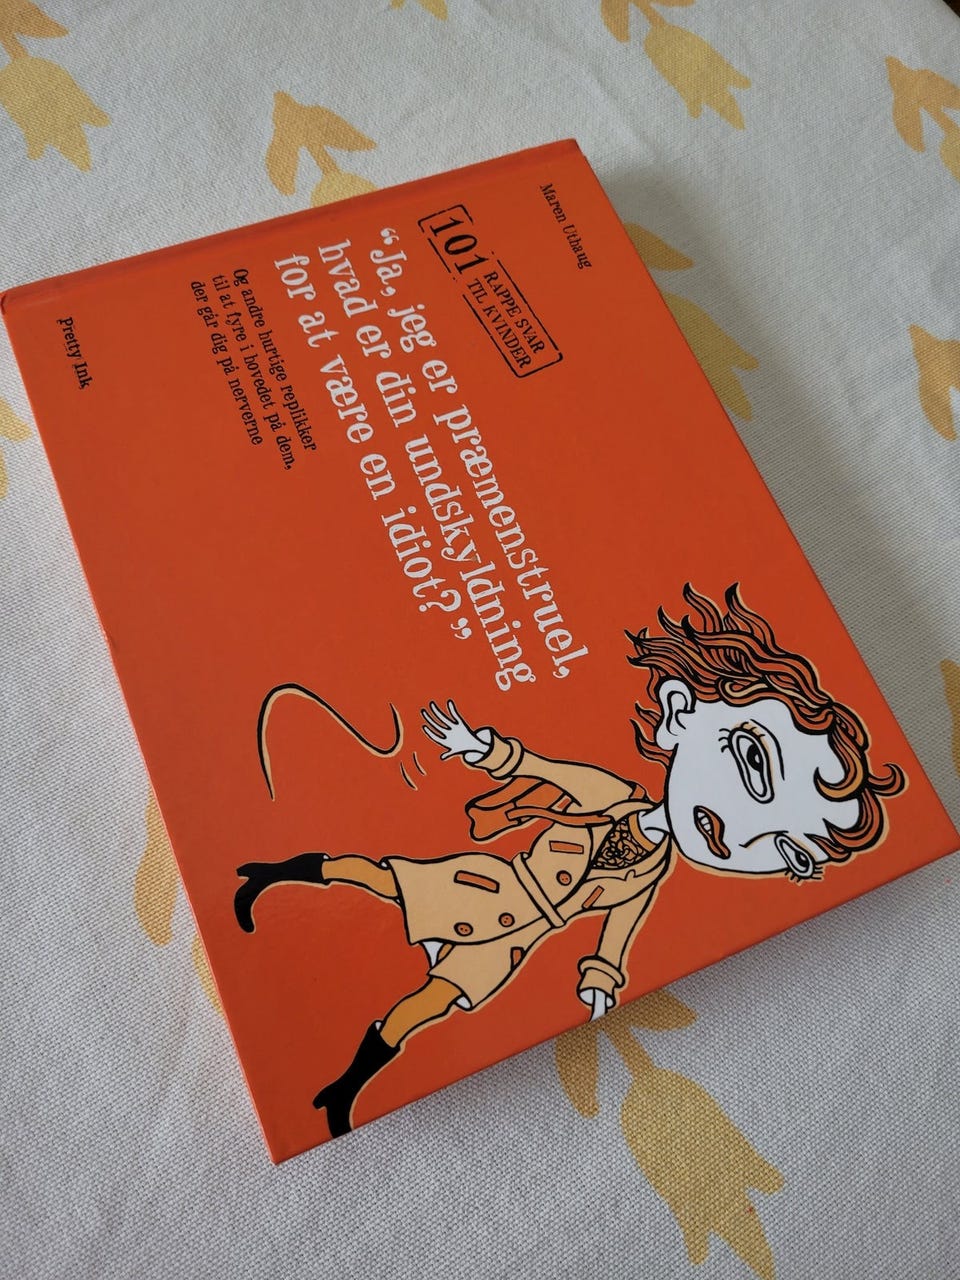 Maren Uthaug
101
RAPPE SVAR
TIL KVINDER
“Ja, jeg er præmenstruel,
hvad er din undskyldning
for at være en idiot?”
Og andre hurtige replikker
til at fyre i hovedet på dem,
der går dig på nerverne
Pretty Ink